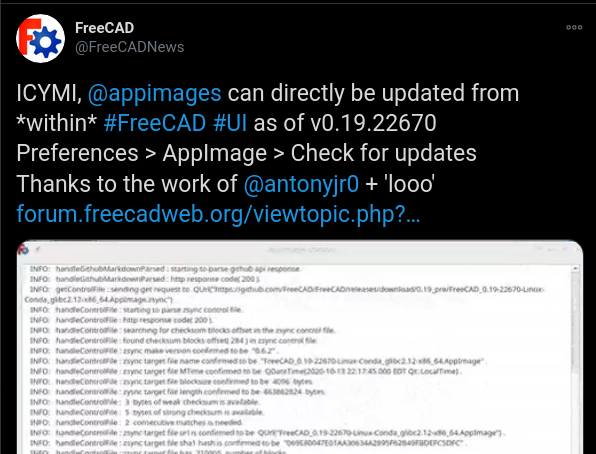 FreeCAD
@FreeCADNews
ICYMI, @appimages can directly be updated from
*within* #FreeCAD #UI as of v0.19.22670
Preferences > AppImage > Check for updates
Thanks to the work of @antonyjr0 + 'looo'
forum.freecadweb.org/viewtopic.php?...
INFO: handleGithubMarkdownParsed : starting to parse github api response.
INFO: handleGithubMarkdownParsed : http response code( 200 ).
INFO: getControlFile : sending get request to QUrl("https://github.com/FreeCAD/FreeCAD/releases/download/0.19_pre/FreeCAD_0.19-22670-Linux-
Conda_glibc2.12-x86_64.AppImage.zsync")
INFO: handleControlFile : starting to parse zsync control file.
INFO: handleControlFile : http response code( 200 ).
INFO: handleControlFile : searching for checksum blocks offset in the zsync control file.
INFO: handleControlFile : found checksum blocks offset( 284 ) in zsync control file.
INFO: handleControlFile : zsync make version confirmed to be "0.6.2" .
INFO: handleControlFile : zsync target file name confirmed to be "FreeCAD_0.19-22670-Linux-Conda_glibc2.12-x86_64.AppImage" .
INFO: handleControlFile : zsync target file MTime confirmed to be QDateTime(2020-10-13 22:17:45.000 EDT Qt::LocalTime) .
INFO: handleControlFile : zsync target file blocksize confirmed to be 4096 bytes.
INFO: handleControlFile : zsync target file length confirmed to be 863862824 bytes.
INFO: handleControlFile : 3 bytes of weak checksum is available.
INFO: handleControlFile : 5 bytes of strong checksum is available.
INFO: handleControlFile : 2 consecutive matches is needed.
INFO: handleControlFile : zsync target file url is confirmed to be QUrl("FreeCAD_0.19-22670-Linux-Conda_glibc2.12-x86_64.AppImage") .
INFO: handleControlFile : zsync target file sha1 hash is confirmed to be
INFO: handleControlFile : zsync target file has 210905 number of blocks.